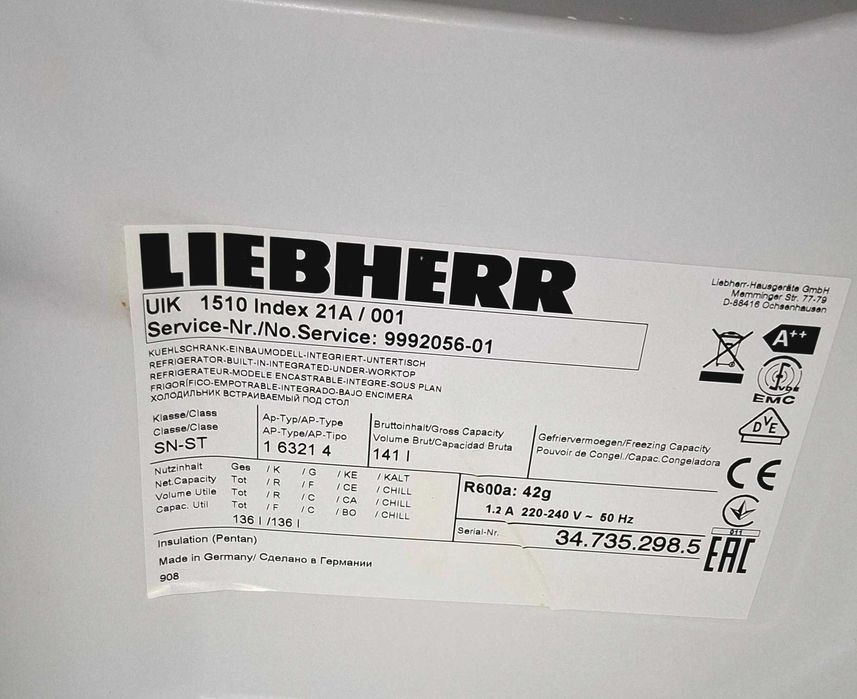 LIEBHERR
Liebherr-Hausgeräte GmbH
Memminger Str. 77-79
D-88416 Ochsenhausen
UIK 1510 Index 21A / 001
Service-Nr./No.Service: 9992056-01
KUEHLSCHRANK-EINBAUMODELL-INTEGRIERT-UNTERTISCH
REFRIGERATOR-BUILT-IN-INTEGRATED-UNDER-WORKTOP
REFRIGERATEUR-MODELE ENCASTRABLE-INTEGRE-SOUS PLAN
FRIGORÍFICO-EMPOTRABLE-INTEGRADO-BAJO ENCIMERA
ХОЛОДИЛЬНИК ВСТРАИВАЕМЫЙ ПОД СТОЛ
A++
VDE
EMC
DVE
CE
Klasse/Class
Classe/Clase
SN-ST
Ap-Typ/AP-Type
AP-Type/AP-Tipo
1 6321 4
Bruttoinhalt/Gross Capacity
Volume Brut/Capacidad Bruta
141 l
Gefriervermoegen/Freezing Capacity
Pouvoir de Congel./Capac.Congeladora
Nutzinhalt Ges / K / G / KE / KALT
Net.Capacity Tot / R / F / CE / CHILL
Volume Utile Tot / R / C / CA / CHILL
Capac. Util Tot / F / C / BO / CHILL
136 l /136 l
R600a: 42g
1.2 A 220-240 V ~ 50 Hz
Serial-Nr. 34.735.298.5
011
EAC
Insulation (Pentan)
Made in Germany/ Сделано в Германии
908